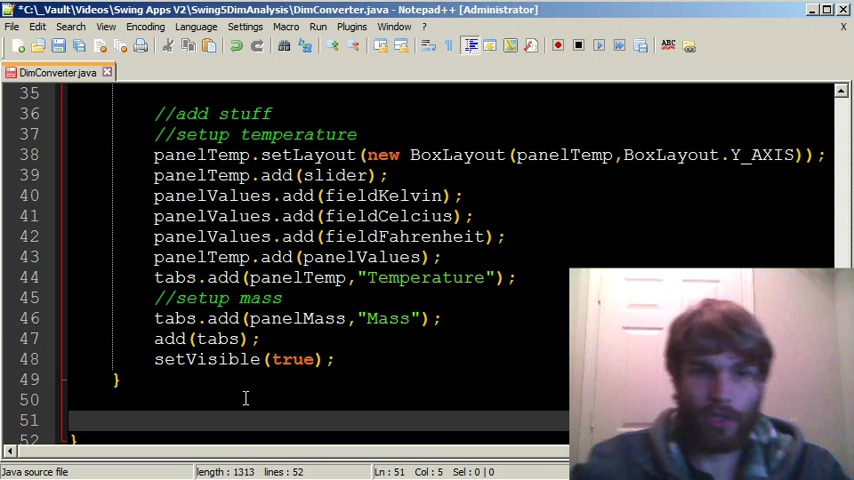 *C:\_Vault\Videos\Swing Apps V2\Swing5DimAnalysis\DimConverter.java - Notepad++ [Administrator]
File Edit Search View Encoding Language Settings Macro Run Plugins Window ? X
DimConverter.java
35
36 //add stuff
37 //setup temperature
38 panelTemp.setLayout(new BoxLayout(panelTemp,BoxLayout.Y_AXIS));
39 panelTemp.add(slider);
40 panelValues.add(fieldKelvin);
41 panelValues.add(fieldCelcius);
42 panelValues.add(fieldFahrenheit);
43 panelTemp.add(panelValues);
44 tabs.add(panelTemp,"Temperature");
45 //setup mass
46 tabs.add(panelMass,"Mass");
47 add(tabs);
48 setVisible(true);
49 }
50
51
52 }
Java source file length : 1313 lines : 52 Ln : 51 Col : 5 Sel : 0 | 0